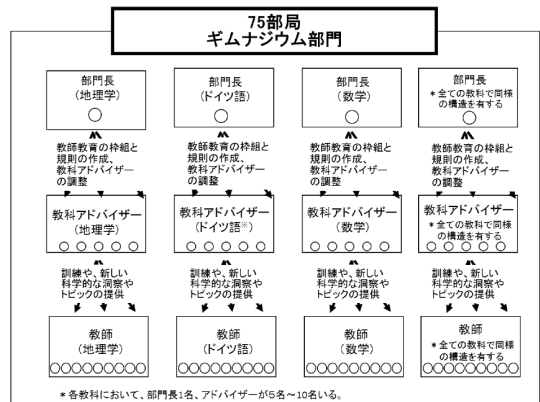 75部局
ギムナジウム部門
部門長
(地理学)
部門長
(ドイツ語)
部門長
(数学)
部門長
*全ての教科で同様
の構造を有する
教師教育の枠組と
規則の作成、
教科アドバイザー
の調整
教師教育の枠組と
規則の作成、
教科アドバイザー
の調整
教師教育の枠組と
規則の作成、
教科アドバイザー
の調整
教師教育の枠組と
規則の作成、
教科アドバイザー
の調整
教科アドバイザー
(地理学)
教科アドバイザー
(ドイツ語※)
教科アドバイザー
(数学)
教科アドバイザー
*全ての教科で同様
の構造を有する
訓練や、新しい
科学的な洞察や
トピックの提供
訓練や、新しい
科学的な洞察や
トピックの提供
訓練や、新しい
科学的な洞察や
トピックの提供
訓練や、新しい
科学的な洞察や
トピックの提供
教師
(地理学)
教師
(ドイツ語)
教師
(数学)
教師
*全ての教科で同様
の構造を有する
*各教科において、部門長1名、アドバイザーが5名～10名いる。